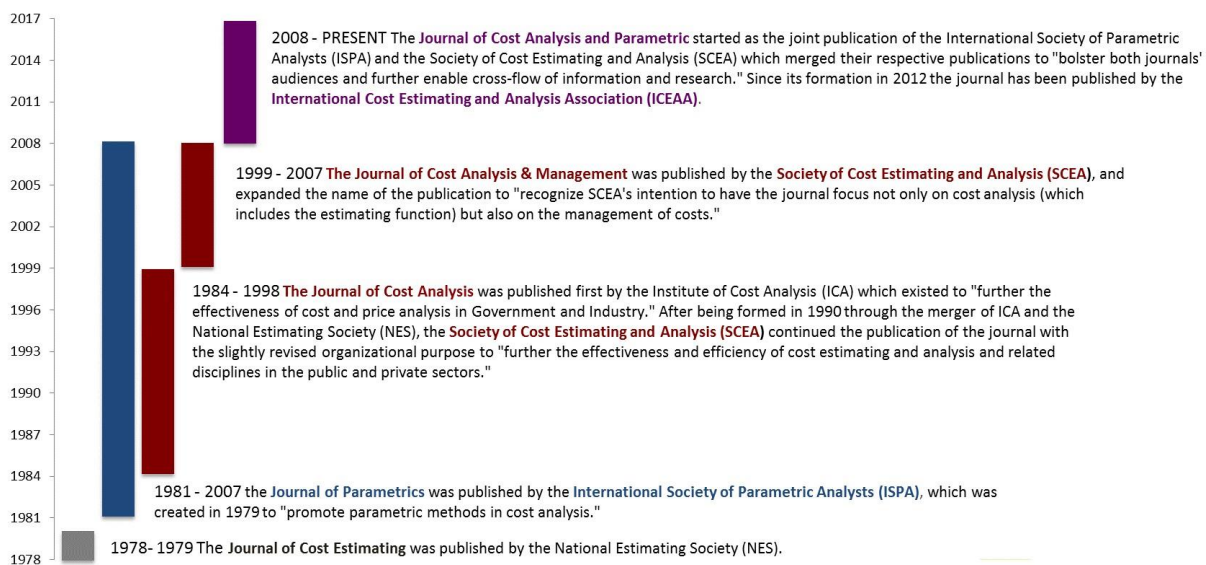 2017
2014
2011
2008
2005
2002
1999
1996
1993
1990
1987
1984
1981
1978
2008 - PRESENT The Journal of Cost Analysis and Parametric started as the joint publication of the International Society of Parametric
Analysts (ISPA) and the Society of Cost Estimating and Analysis (SCEA) which merged their respective publications to "bolster both journals'
audiences and further enable cross-flow of information and research." Since its formation in 2012 the journal has been published by the
International Cost Estimating and Analysis Association (ICEAA).
1999 - 2007 The Journal of Cost Analysis & Management was published by the Society of Cost Estimating and Analysis (SCEA), and
expanded the name of the publication to "recognize SCEA's intention to have the journal focus not only on cost analysis (which
includes the estimating function) but also on the management of costs."
1984 - 1998 The Journal of Cost Analysis was published first by the Institute of Cost Analysis (ICA) which existed to "further the
effectiveness of cost and price analysis in Government and Industry." After being formed in 1990 through the merger of ICA and the
National Estimating Society (NES), the Society of Cost Estimating and Analysis (SCEA) continued the publication of the journal with
the slightly revised organizational purpose to "further the effectiveness and efficiency of cost estimating and analysis and related
disciplines in the public and private sectors."
1981 - 2007 the Journal of Parametrics was published by the International Society of Parametric Analysts (ISPA), which was
created in 1979 to "promote parametric methods in cost analysis."
1978- 1979 The Journal of Cost Estimating was published by the National Estimating Society (NES).